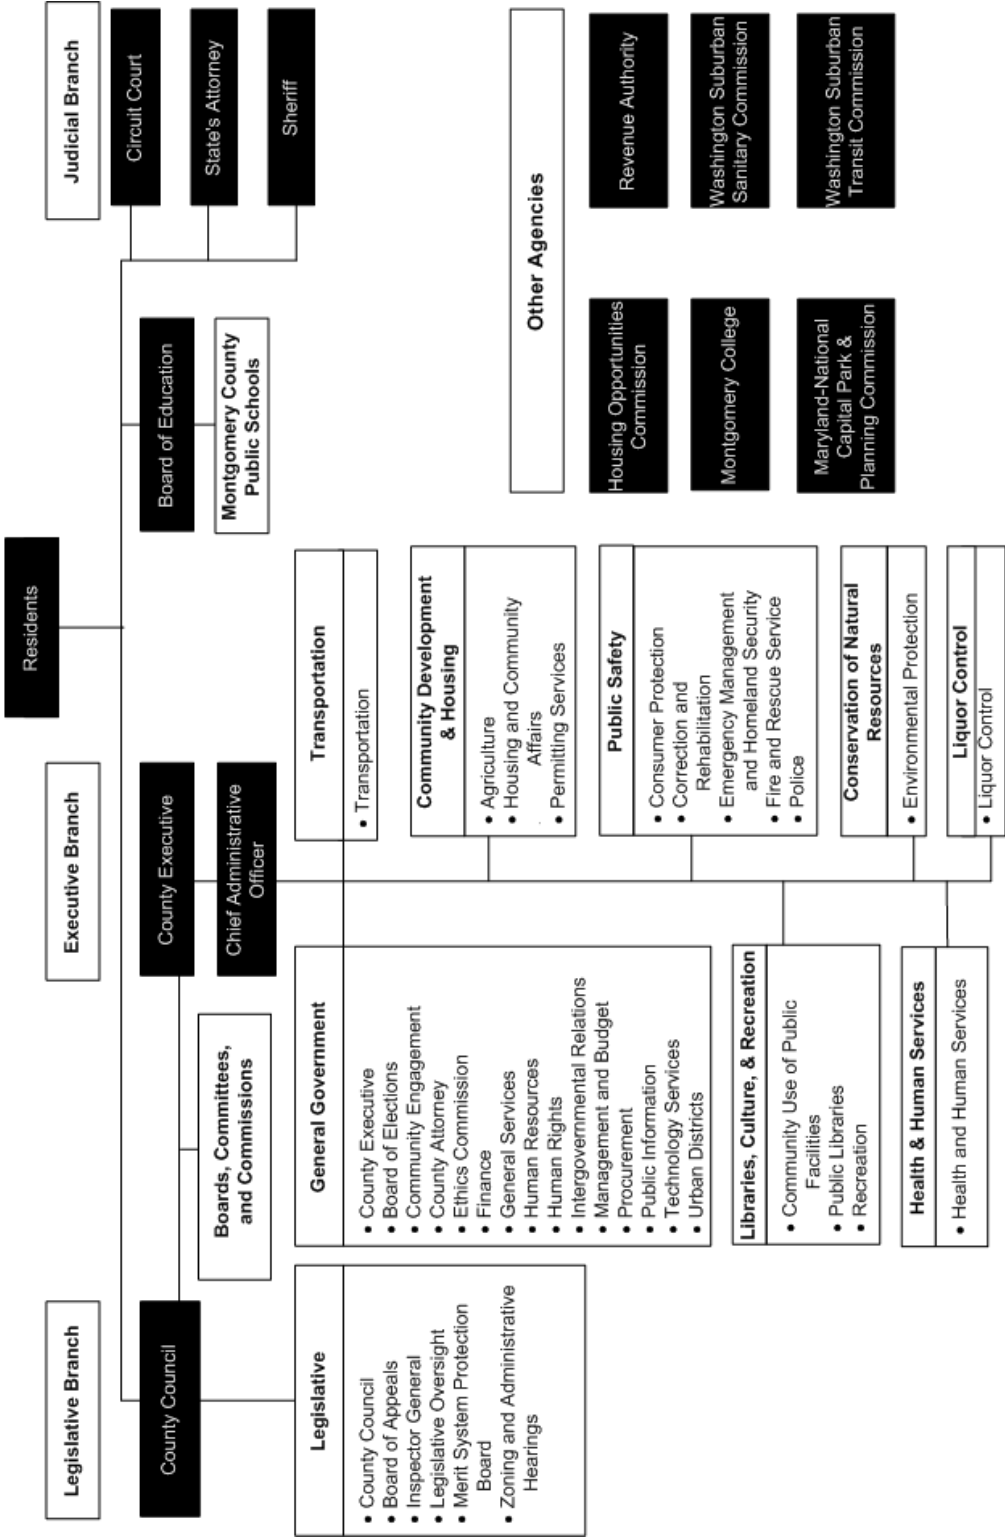 Residents
Legislative Branch
Executive Branch
Judicial Branch
County Council
County Executive
Board of Education
Circuit Court
Boards, Committees,
and Commissions
Chief Administrative
Officer
Montgomery County
Public Schools
State's Attorney
Sheriff
Legislative
• County Council
• Board of Appeals
• Inspector General
• Legislative Oversight
• Merit System Protection
Board
• Zoning and Administrative
Hearings
General Government
• County Executive
• Board of Elections
• Community Engagement
• County Attorney
• Ethics Commission
• Finance
• General Services
• Human Resources
• Human Rights
• Intergovernmental Relations
• Management and Budget
• Procurement
• Public Information
• Technology Services
• Urban Districts
Transportation
• Transportation
Community Development
& Housing
• Agriculture
• Housing and Community
Affairs
• Permitting Services
Public Safety
• Consumer Protection
• Correction and
Rehabilitation
• Emergency Management
and Homeland Security
• Fire and Rescue Service
• Police
Libraries, Culture, & Recreation
• Community Use of Public
Facilities
• Public Libraries
• Recreation
Conservation of Natural
Resources
• Environmental Protection
Health & Human Services
• Health and Human Services
Liquor Control
• Liquor Control
Other Agencies
Housing Opportunities
Commission
Revenue Authority
Montgomery College
Washington Suburban
Sanitary Commission
Maryland-National
Capital Park &
Planning Commission
Washington Suburban
Transit Commission